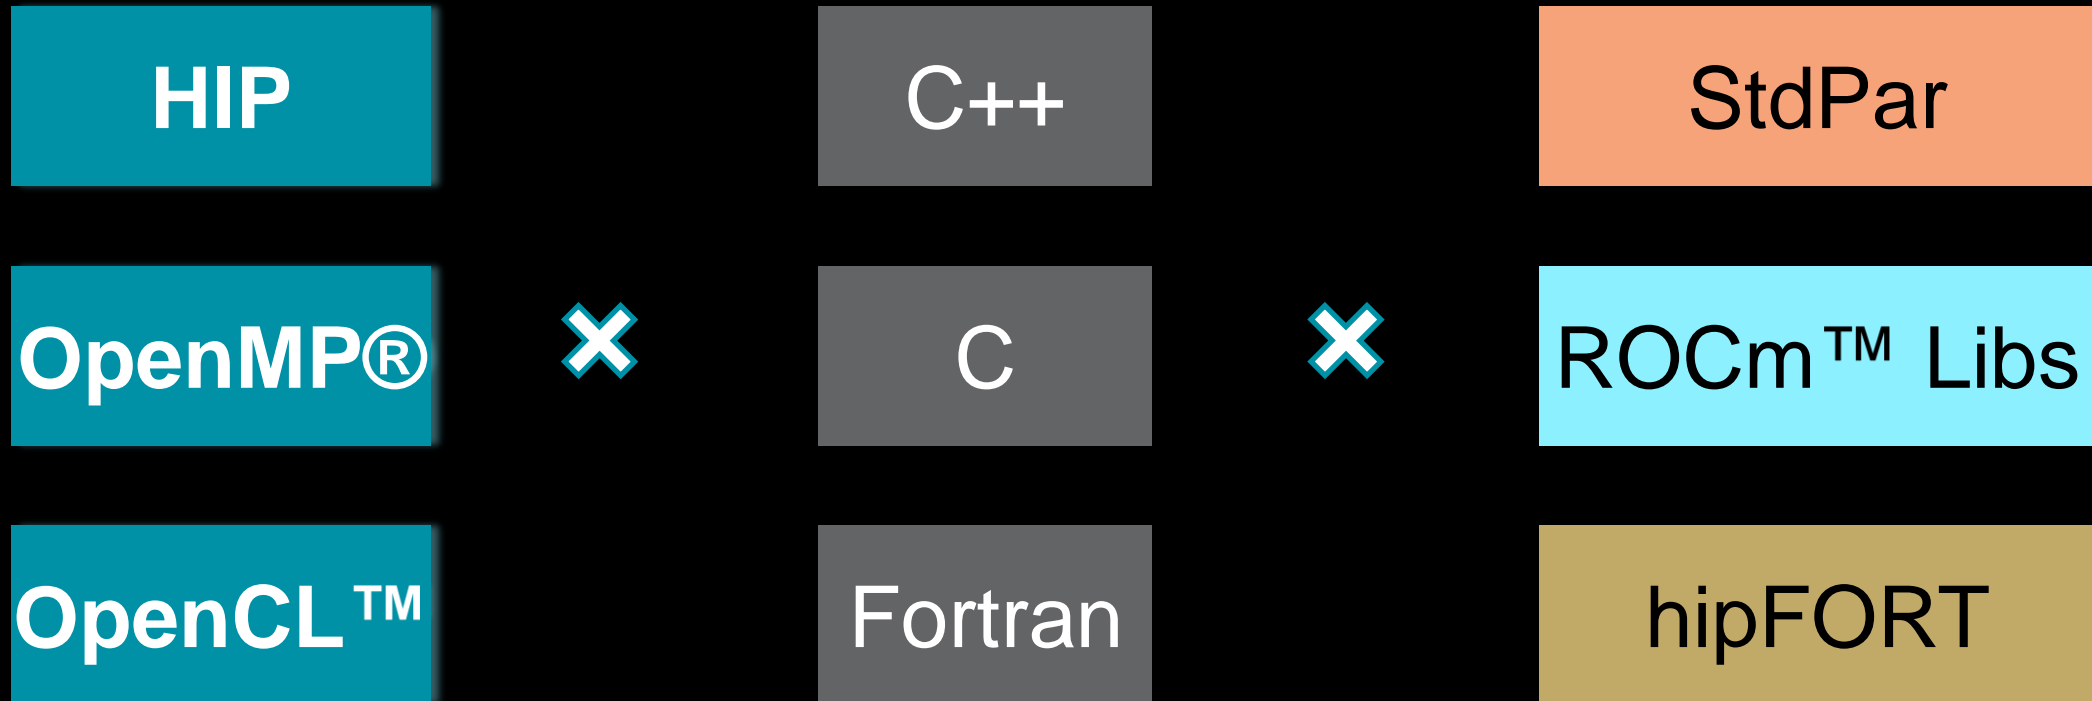 HIP
C++
StdPar
OpenMP®
C
ROCm™ Libs
OpenCL™
Fortran
hipFORT